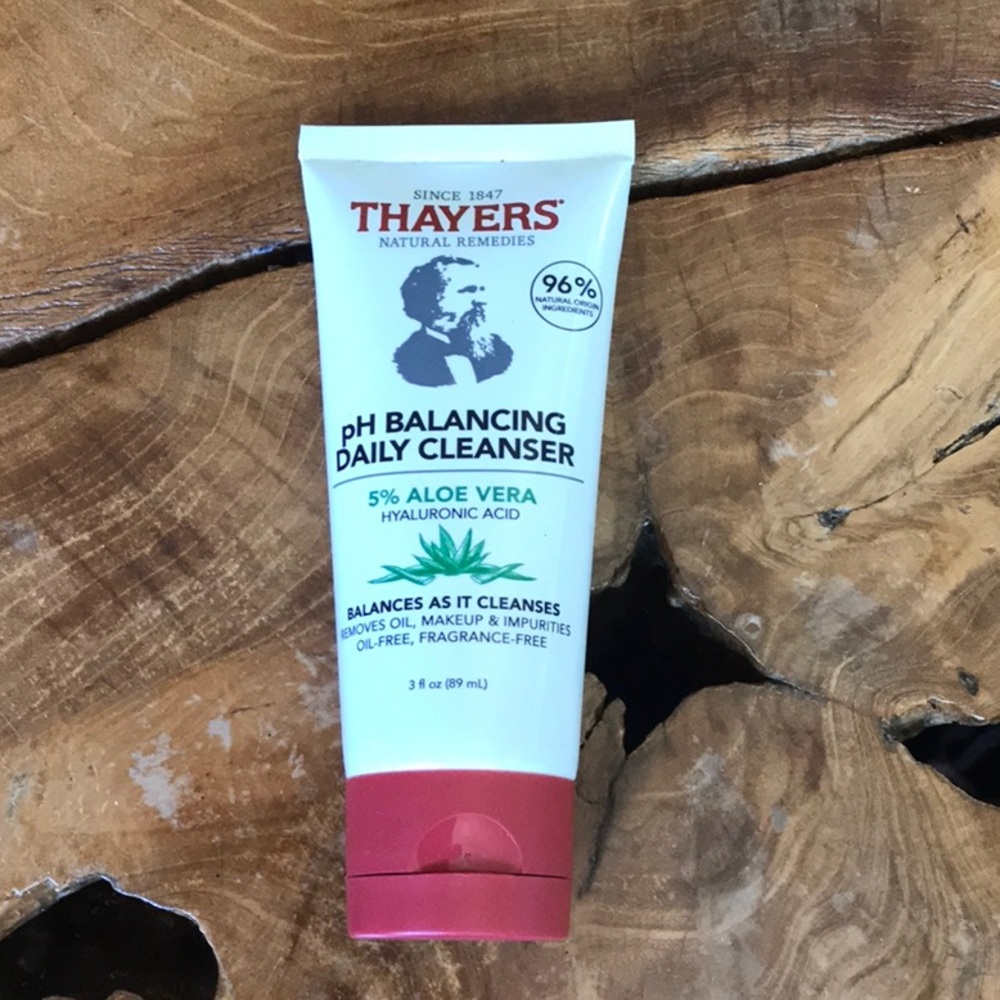 SINCE 1847
THAYERS
NATURAL REMEDIES
96%
NATURAL ORIGIN
INGREDIENTS
pH BALANCING
DAILY CLEANSER
5% ALOE VERA
HYALURONIC ACID
BALANCES AS IT CLEANSES
REMOVES OIL, MAKEUP & IMPURITIES
OIL-FREE, FRAGRANCE-FREE
3 fl oz (89 mL)